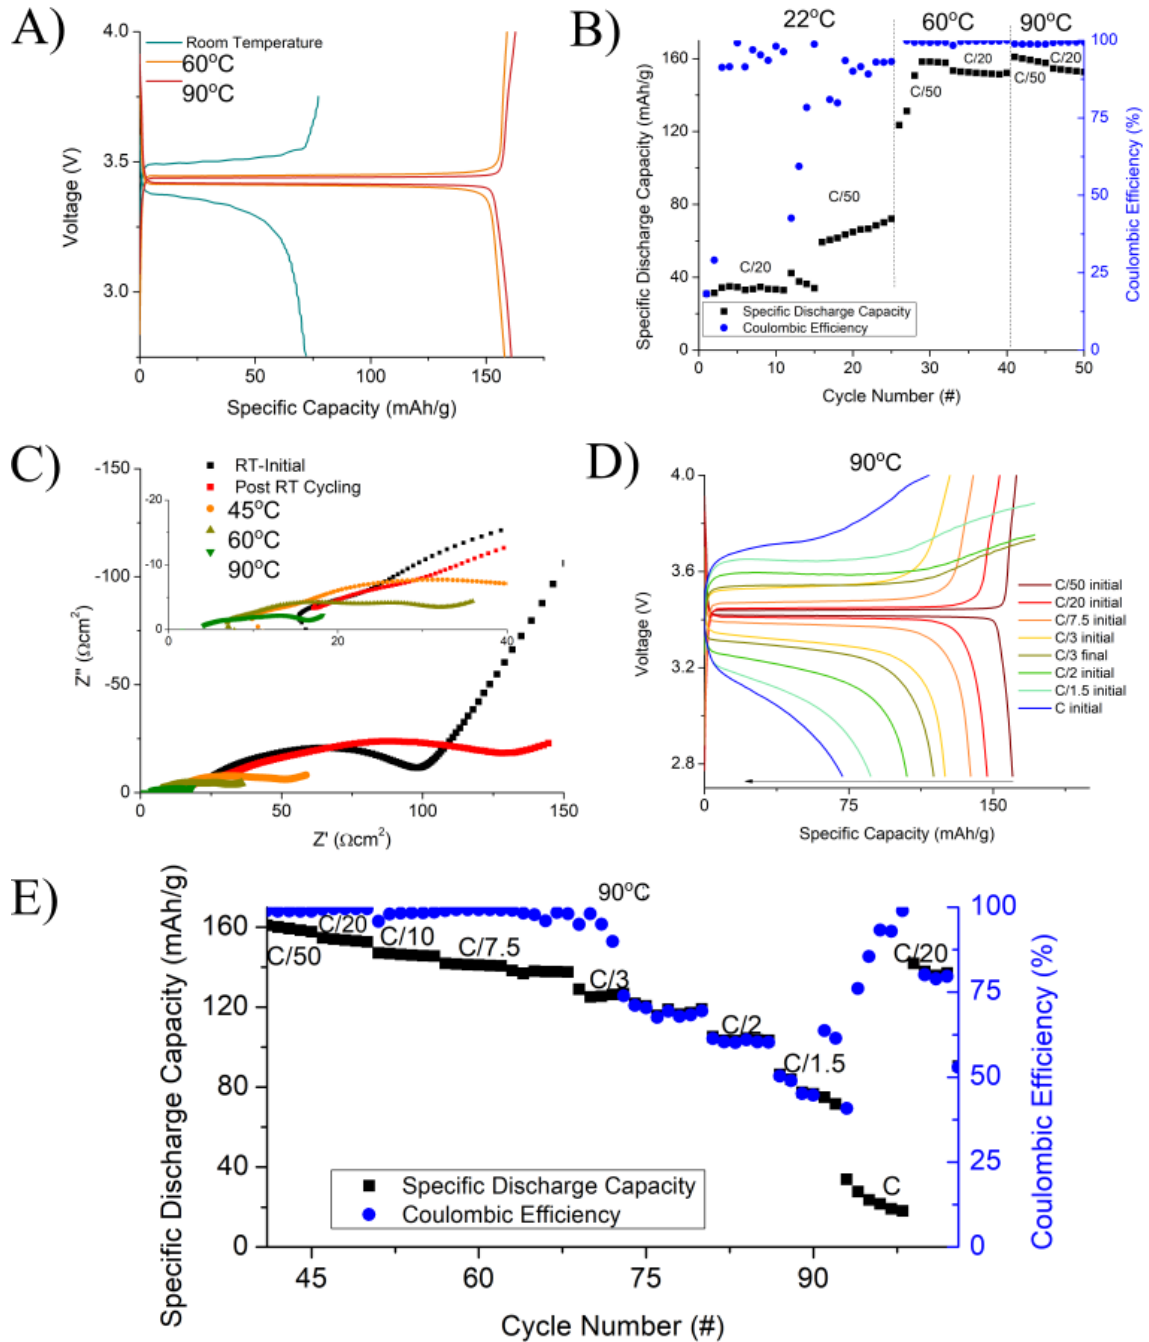 A)
4.0
3.5
3.0
Voltage (V)
Room Temperature
60°C
90°C
0
50
100
150
Specific Capacity (mAh/g)
B)
22°C
60°C
90°C
160
120
80
40
0
Specific Discharge Capacity (mAh/g)
100
75
50
25
0
Coulombic Efficiency (%)
C/20
C/50
C/50
C/20
C/50
C/20
Specific Discharge Capacity
Coulombic Efficiency
0
10
20
30
40
50
Cycle Number (#)
C)
-150
-100
-50
0
Z'' (Ωcm²)
RT-Initial
Post RT Cycling
45°C
60°C
90°C
-20
-10
0
0
20
40
0
50
100
150
Z' (Ωcm²)
D)
90°C
4.0
3.6
3.2
2.8
Voltage (V)
C/50 initial
C/20 initial
C/7.5 initial
C/3 initial
C/3 final
C/2 initial
C/1.5 initial
C initial
0
75
150
Specific Capacity (mAh/g)
E)
90°C
160
120
80
40
0
Specific Discharge Capacity (mAh/g)
100
75
50
25
0
Coulombic Efficiency (%)
C/50
C/20
C/10
C/7.5
C/3
C/2
C/1.5
C
C/20
Specific Discharge Capacity
Coulombic Efficiency
45
60
75
90
Cycle Number (#)